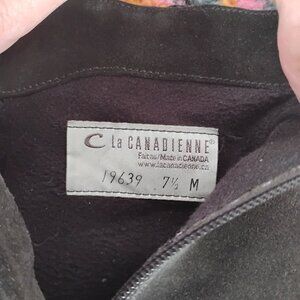 C La CANADIENNE®
Fait au/Made in CANADA
www.lacanadienne.ca
19639 7½ M